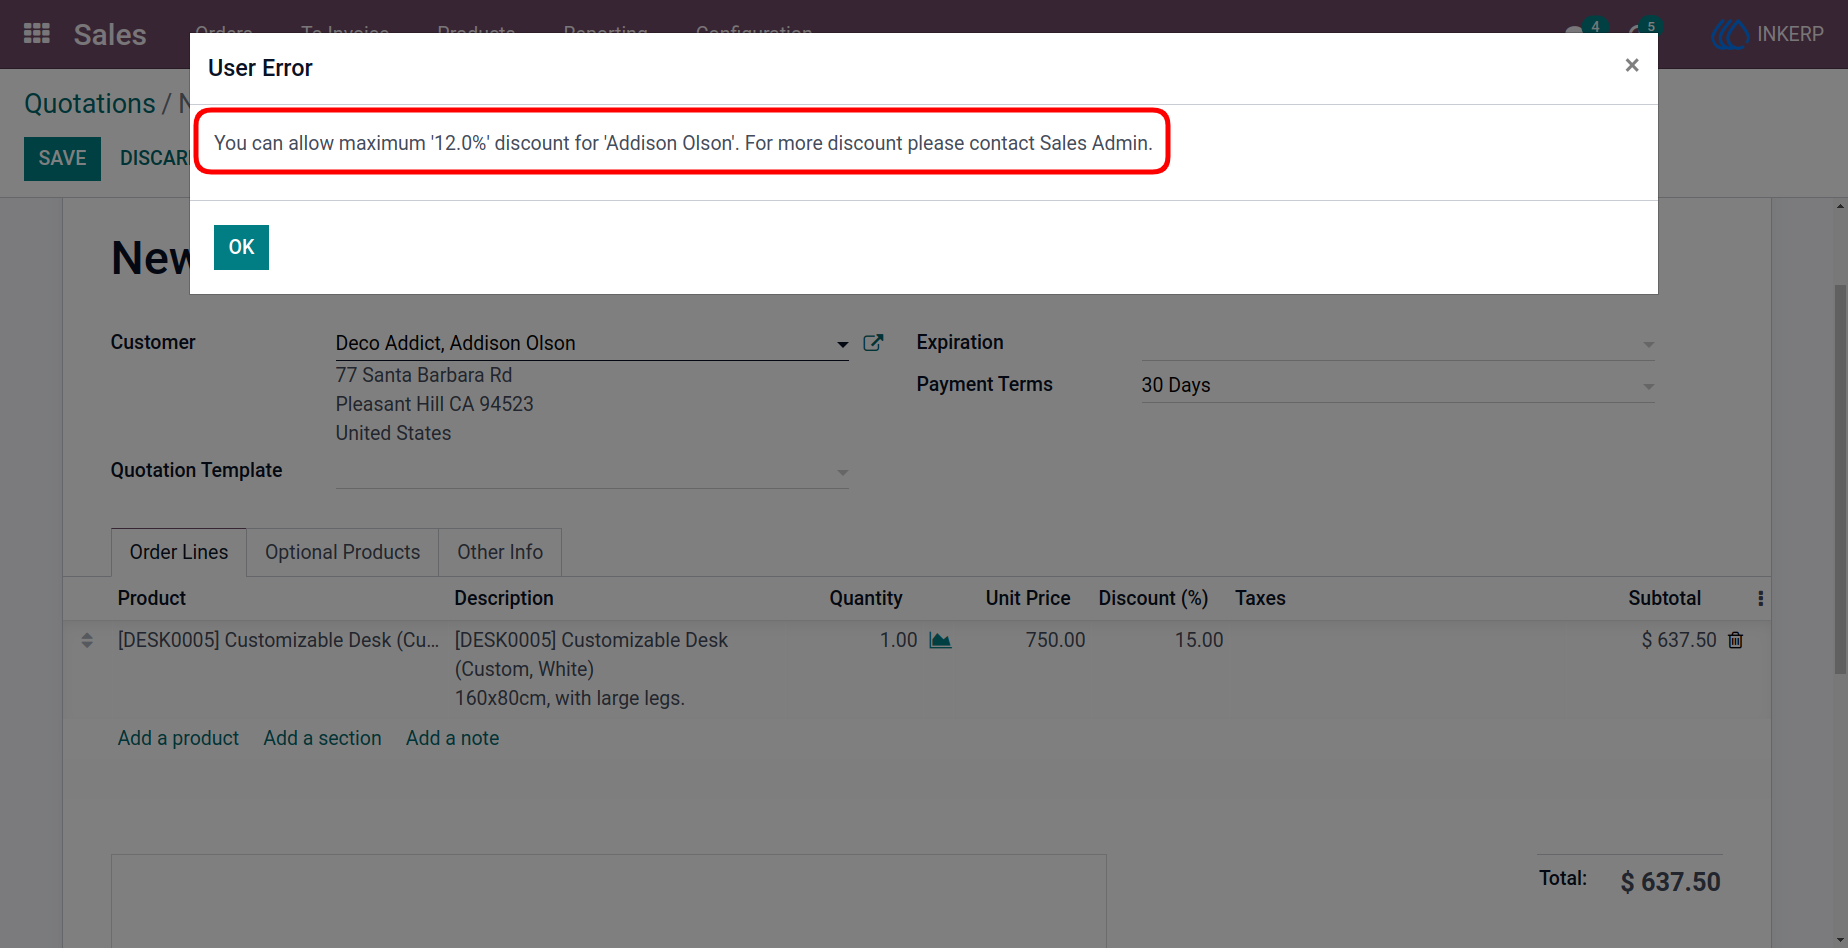 Sales
Orders To Invoice Products Reporting Configuration
4 5 INKERP
User Error ×
Quotations / N
You can allow maximum '12.0%' discount for 'Addison Olson'. For more discount please contact Sales Admin.
SAVE DISCAR
OK
New
Customer Deco Addict, Addison Olson
77 Santa Barbara Rd
Pleasant Hill CA 94523
United States
Expiration
Payment Terms 30 Days
Quotation Template
Order Lines Optional Products Other Info
Product Description Quantity Unit Price Discount (%) Taxes Subtotal
[DESK0005] Customizable Desk (Cu... [DESK0005] Customizable Desk 1.00 750.00 15.00 $ 637.50
(Custom, White)
160x80cm, with large legs.
Add a product Add a section Add a note
Total: $ 637.50